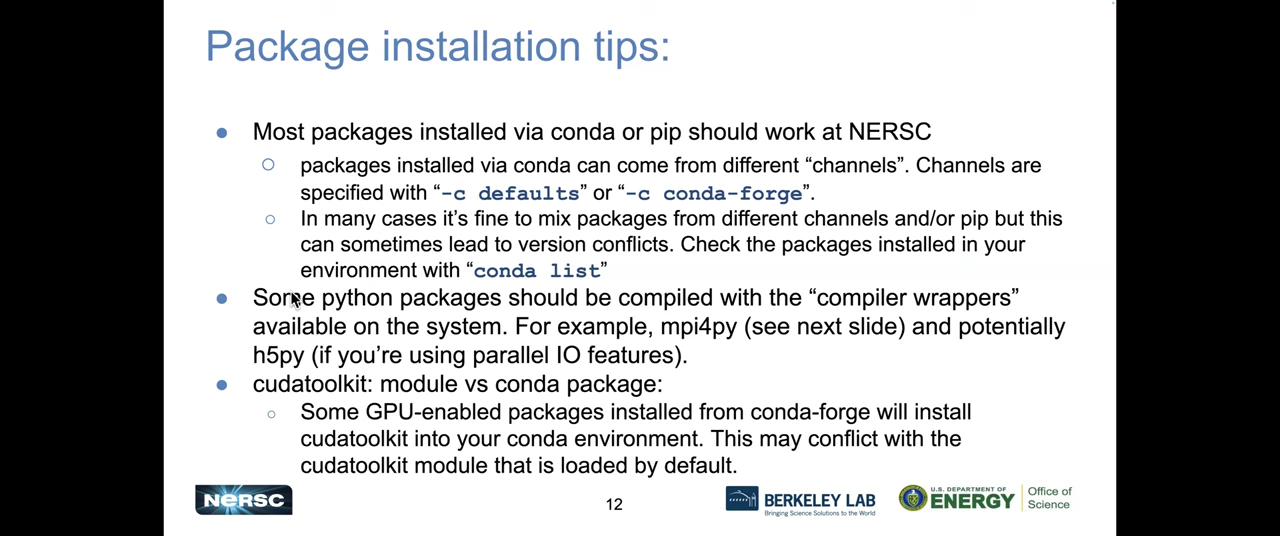 Package installation tips:
Most packages installed via conda or pip should work at NERSC
packages installed via conda can come from different “channels”. Channels are
specified with “-c defaults” or “-c conda-forge”.
In many cases it’s fine to mix packages from different channels and/or pip but this
can sometimes lead to version conflicts. Check the packages installed in your
environment with “conda list”
Some python packages should be compiled with the “compiler wrappers”
available on the system. For example, mpi4py (see next slide) and potentially
h5py (if you’re using parallel IO features).
cudatoolkit: module vs conda package:
Some GPU-enabled packages installed from conda-forge will install
cudatoolkit into your conda environment. This may conflict with the
cudatoolkit module that is loaded by default.
NERSC
12
BERKELEY LAB
Bringing Science Solutions to the World
U.S. DEPARTMENT OF
ENERGY
Office of
Science